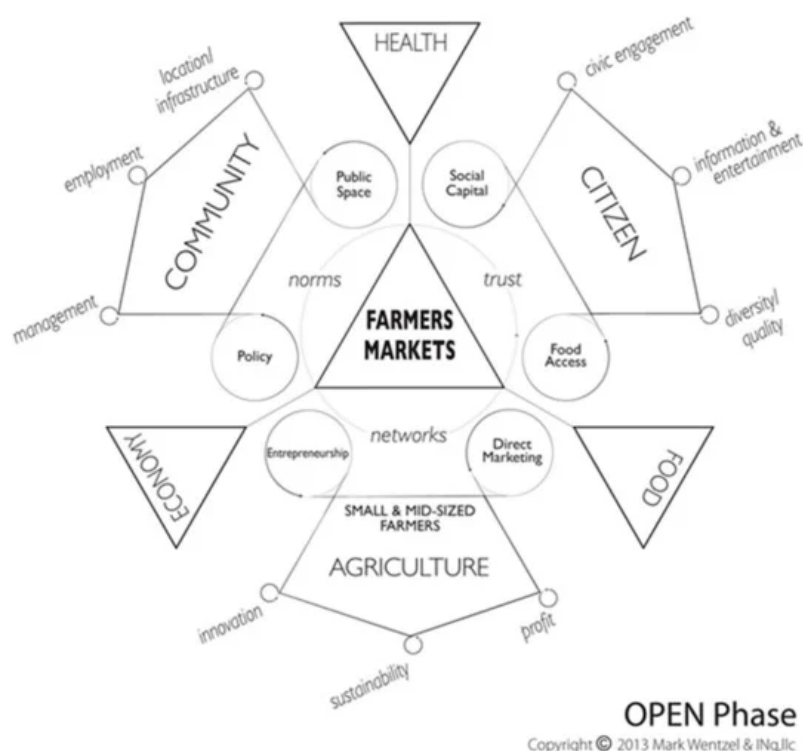 HEALTH
location/
infrastructure
civic engagement
employment
information &
entertainment
Public
Space
Social
Capital
COMMUNITY
CITIZEN
norms
trust
management
diversity/
quality
FARMERS
MARKETS
Policy
Food
Access
networks
Entrepreneurship
Direct
Marketing
ECONOMY
FOOD
SMALL & MID-SIZED
FARMERS
AGRICULTURE
innovation
profit
sustainability
OPEN Phase
Copyright © 2013 Mark Wentzel & INq,llc